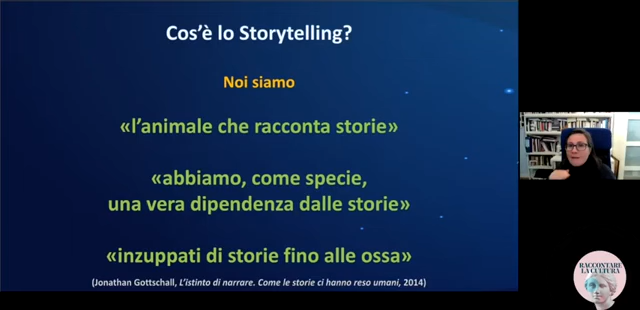 Cos'è lo Storytelling?
Noi siamo
«l'animale che racconta storie»
«abbiamo, come specie,
una vera dipendenza dalle storie»
«inzuppati di storie fino alle ossa»
(Jonathan Gottschall, L'istinto di narrare. Come le storie ci hanno reso umani, 2014)
RACCONTARE
LA CULTURA